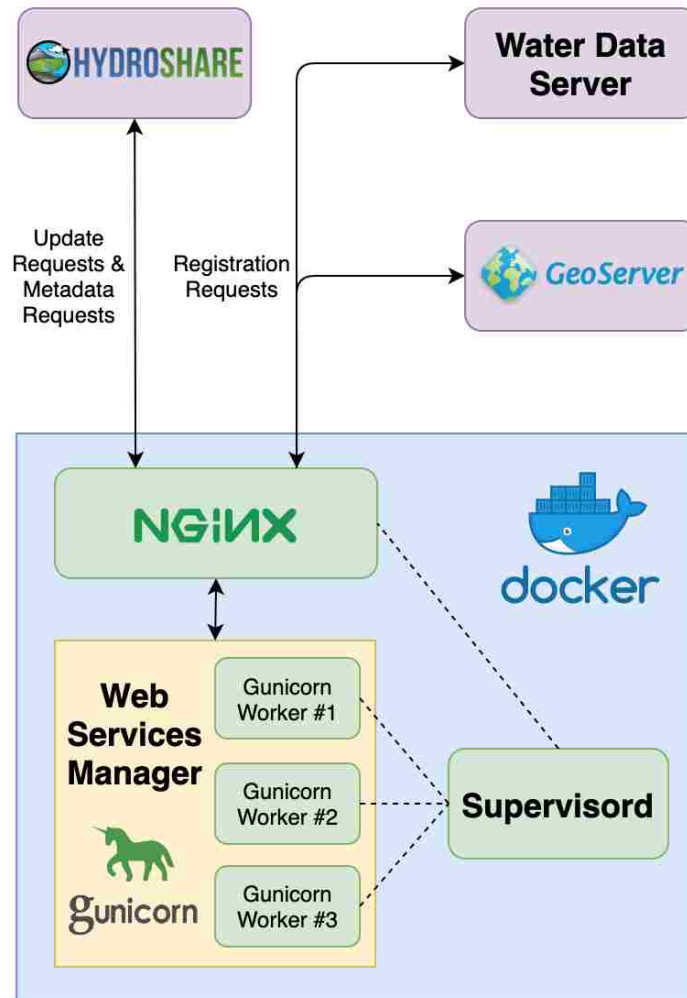 HYDROSHARE
Water Data
Server
Update
Requests &
Metadata
Requests
Registration
Requests
GeoServer
NGINX
docker
Web
Services
Manager
gunicorn
Gunicorn
Worker #1
Gunicorn
Worker #2
Gunicorn
Worker #3
Supervisord